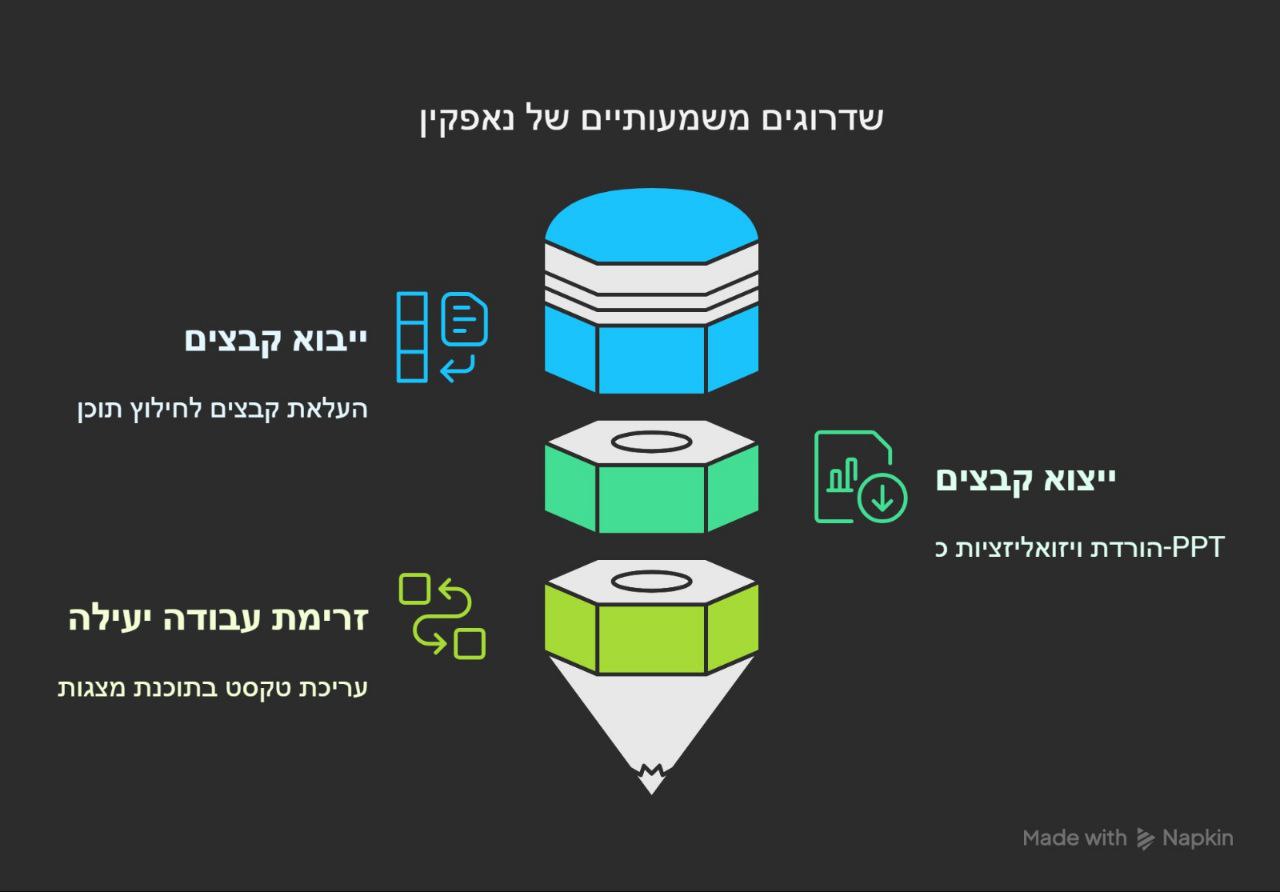 שדרוגים משמעותיים של נאפקין
ייבוא קבצים
העלאת קבצים לחילוץ תוכן
ייצוא קבצים
הורדת ויזואליזציות כ-PPT
זרימת עבודה יעילה
עריכת טקסט בתוכנת מצגות
Made with Napkin